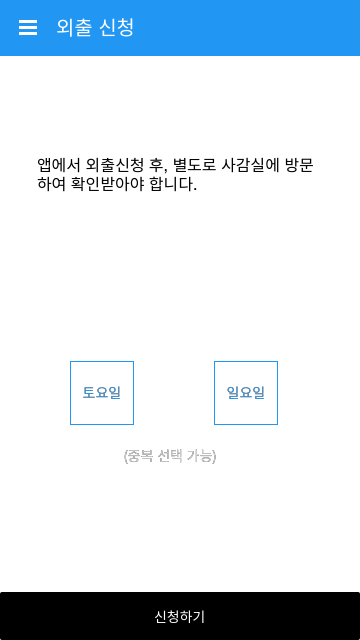 외출 신청
앱에서 외출신청 후, 별도로 사감실에 방문
하여 확인받아야 합니다.
토요일 일요일
(중복 선택 가능)
신청하기